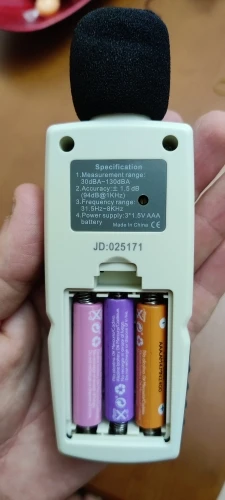 Specification
1.Measurement range:
30dBA~130dBA
2.Accuracy:± 1.5 dB
(94dB@1KHz)
3.Frequency range:
31.5Hz~8KHz
4.Power supply:3*1.5V AAA
battery
Made In China
JD:025171